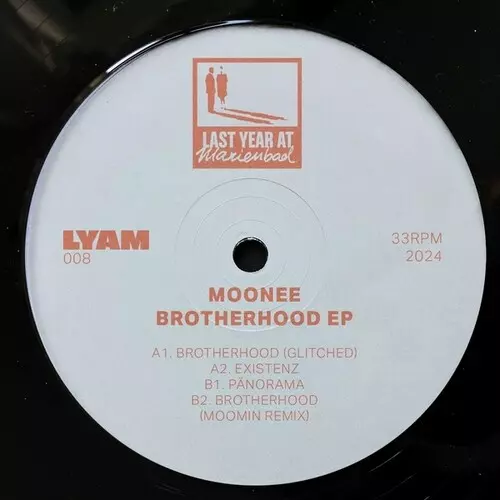 LAST YEAR AT
Marienbad
LYAM
008
33RPM
2024
MOONEE
BROTHERHOOD EP
A1. BROTHERHOOD (GLITCHED)
A2. EXISTENZ
B1. PÄNORAMA
B2. BROTHERHOOD
(MOOMIN REMIX)